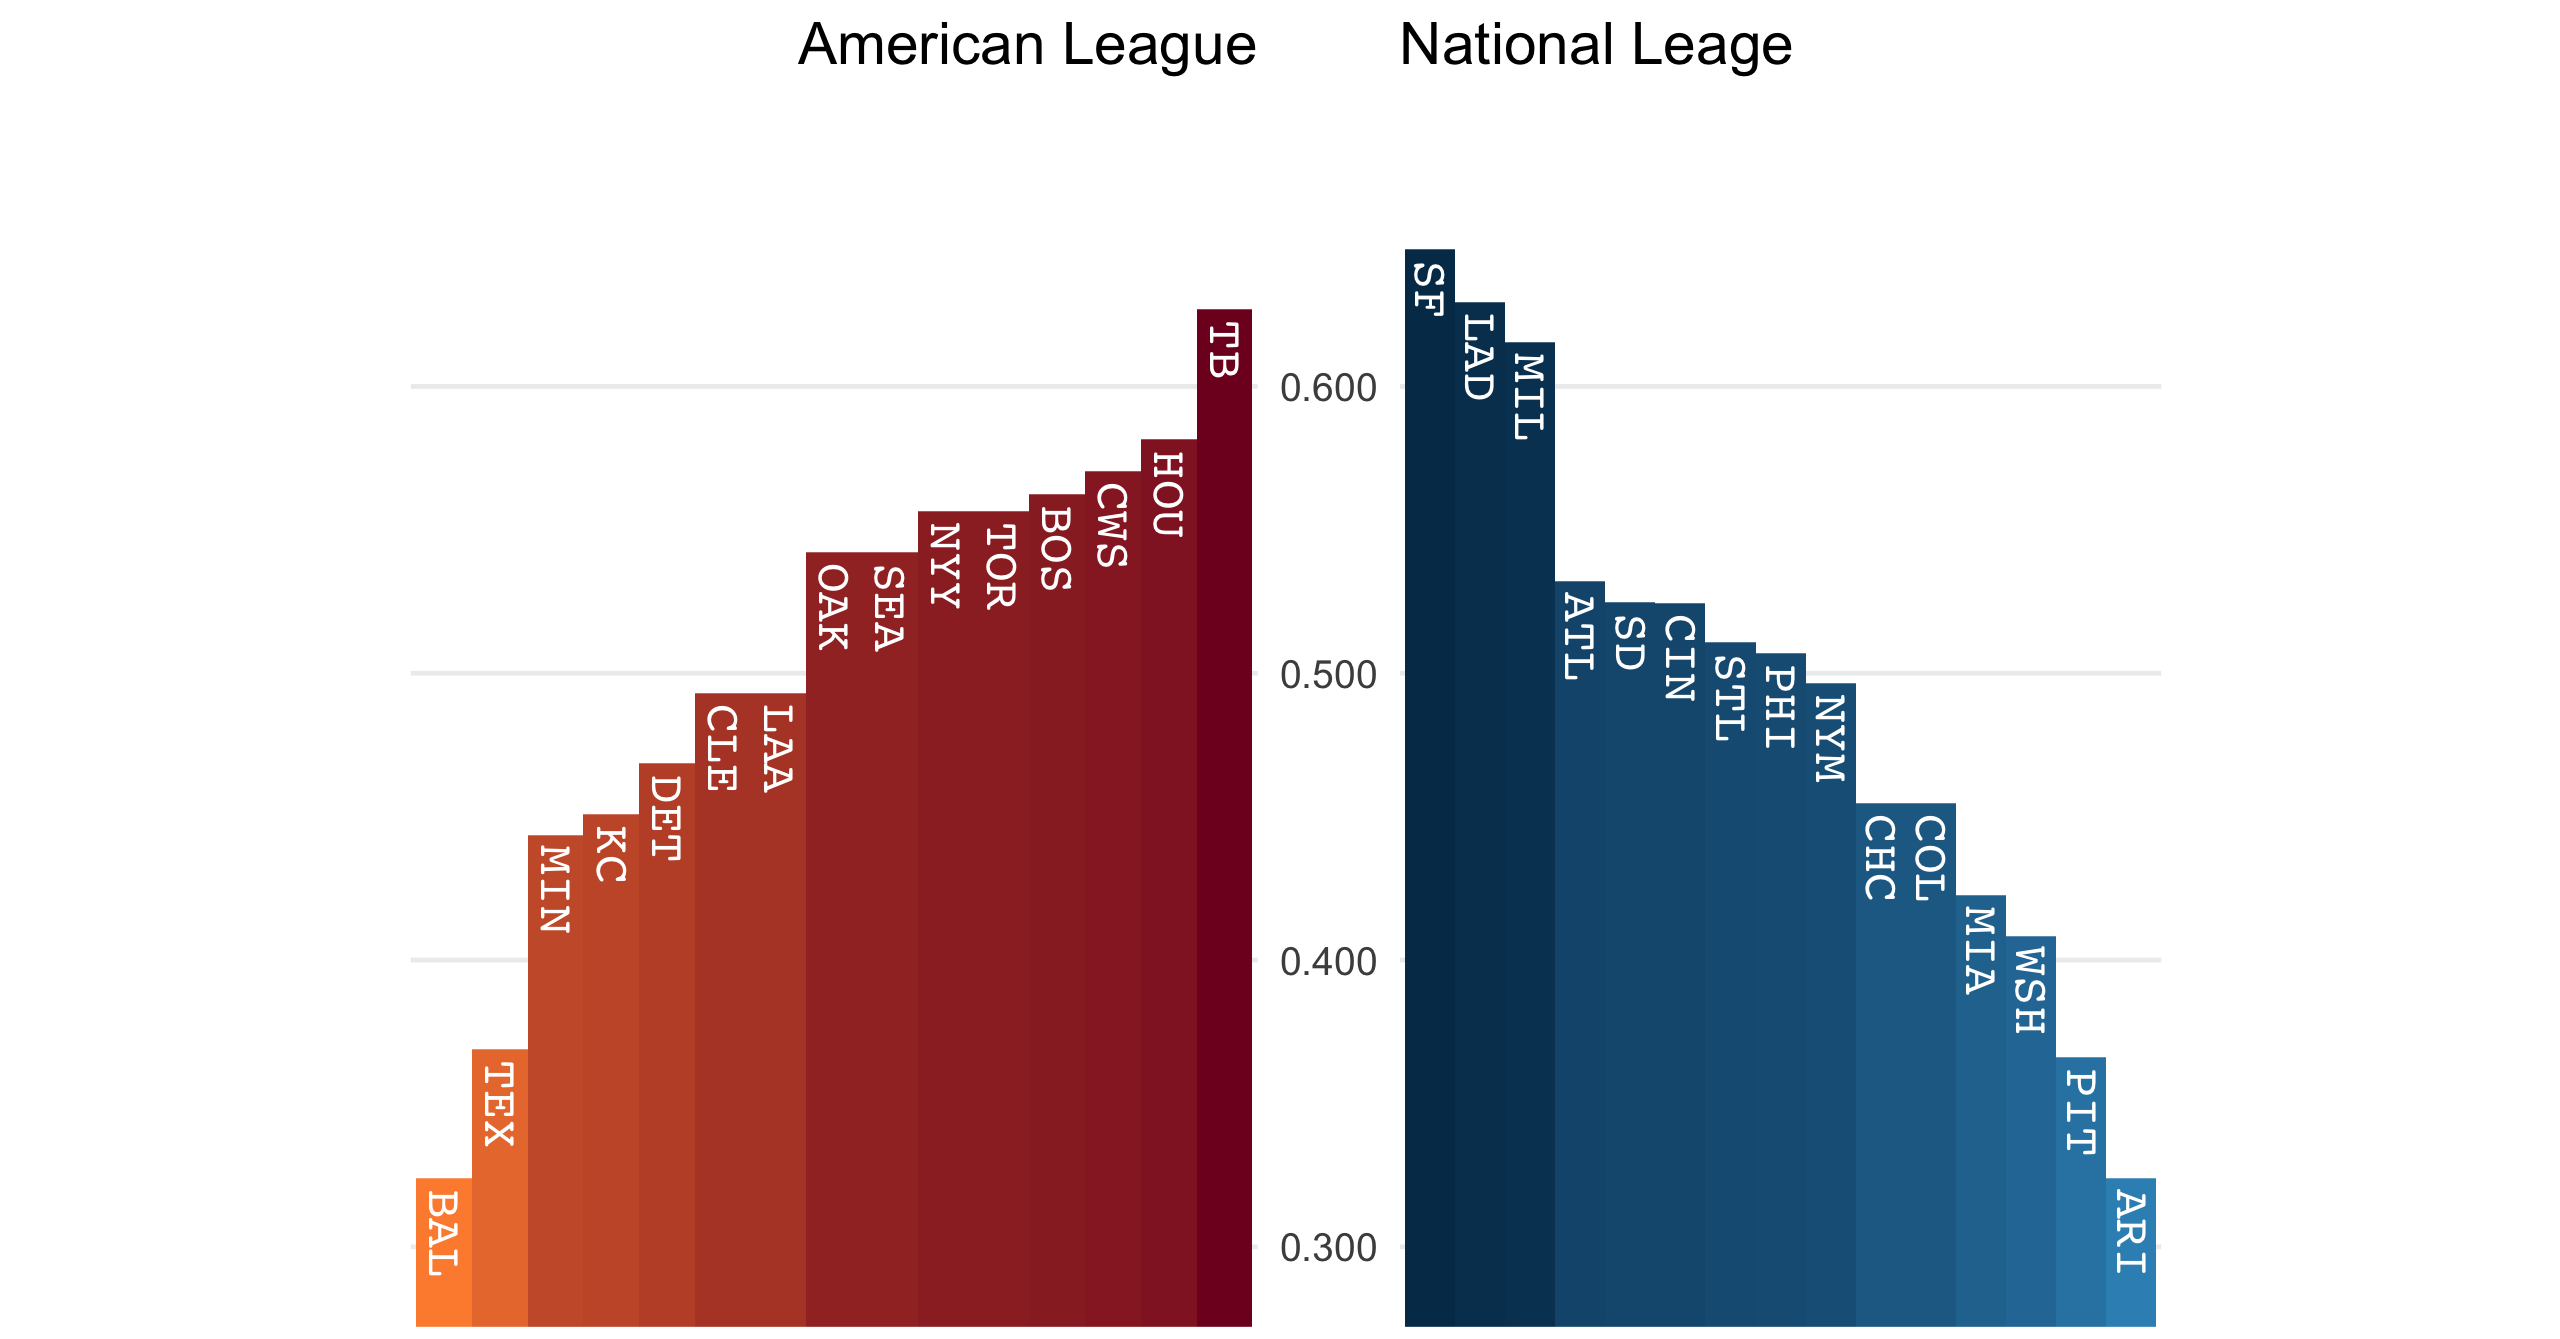 American League
National Leage
0.600
0.500
0.400
0.300
BAL
TEX
MIN
KC
DET
CLE
LAA
OAK
SEA
NYY
TOR
BOS
CWS
HOU
TB
SF
LAD
MIL
ATL
SD
CIN
STL
PHI
NYM
CHC
COL
MIA
WSH
PIT
ARI